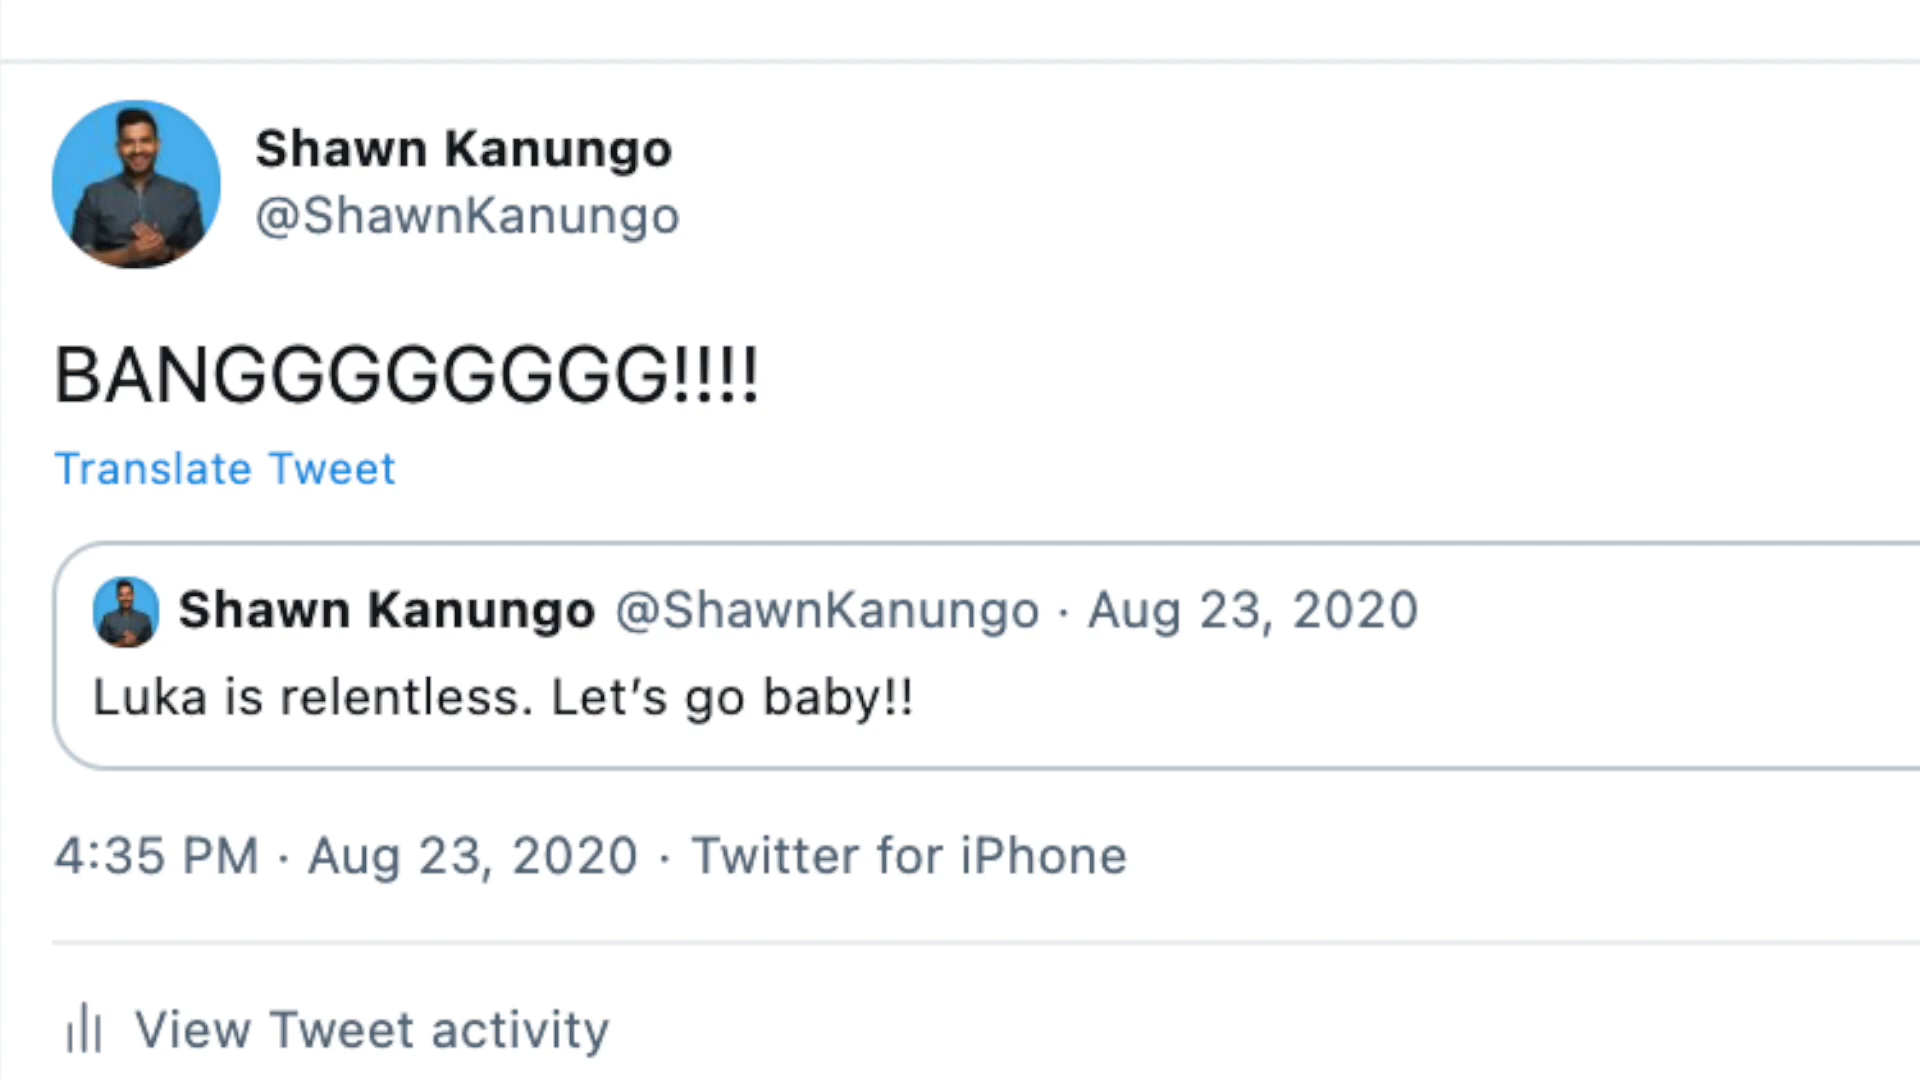 Shawn Kanungo
@ShawnKanungo
BANGGGGGGGG!!!!
Translate Tweet
Shawn Kanungo @ShawnKanungo · Aug 23, 2020
Luka is relentless. Let’s go baby!!
4:35 PM · Aug 23, 2020 · Twitter for iPhone
View Tweet activity